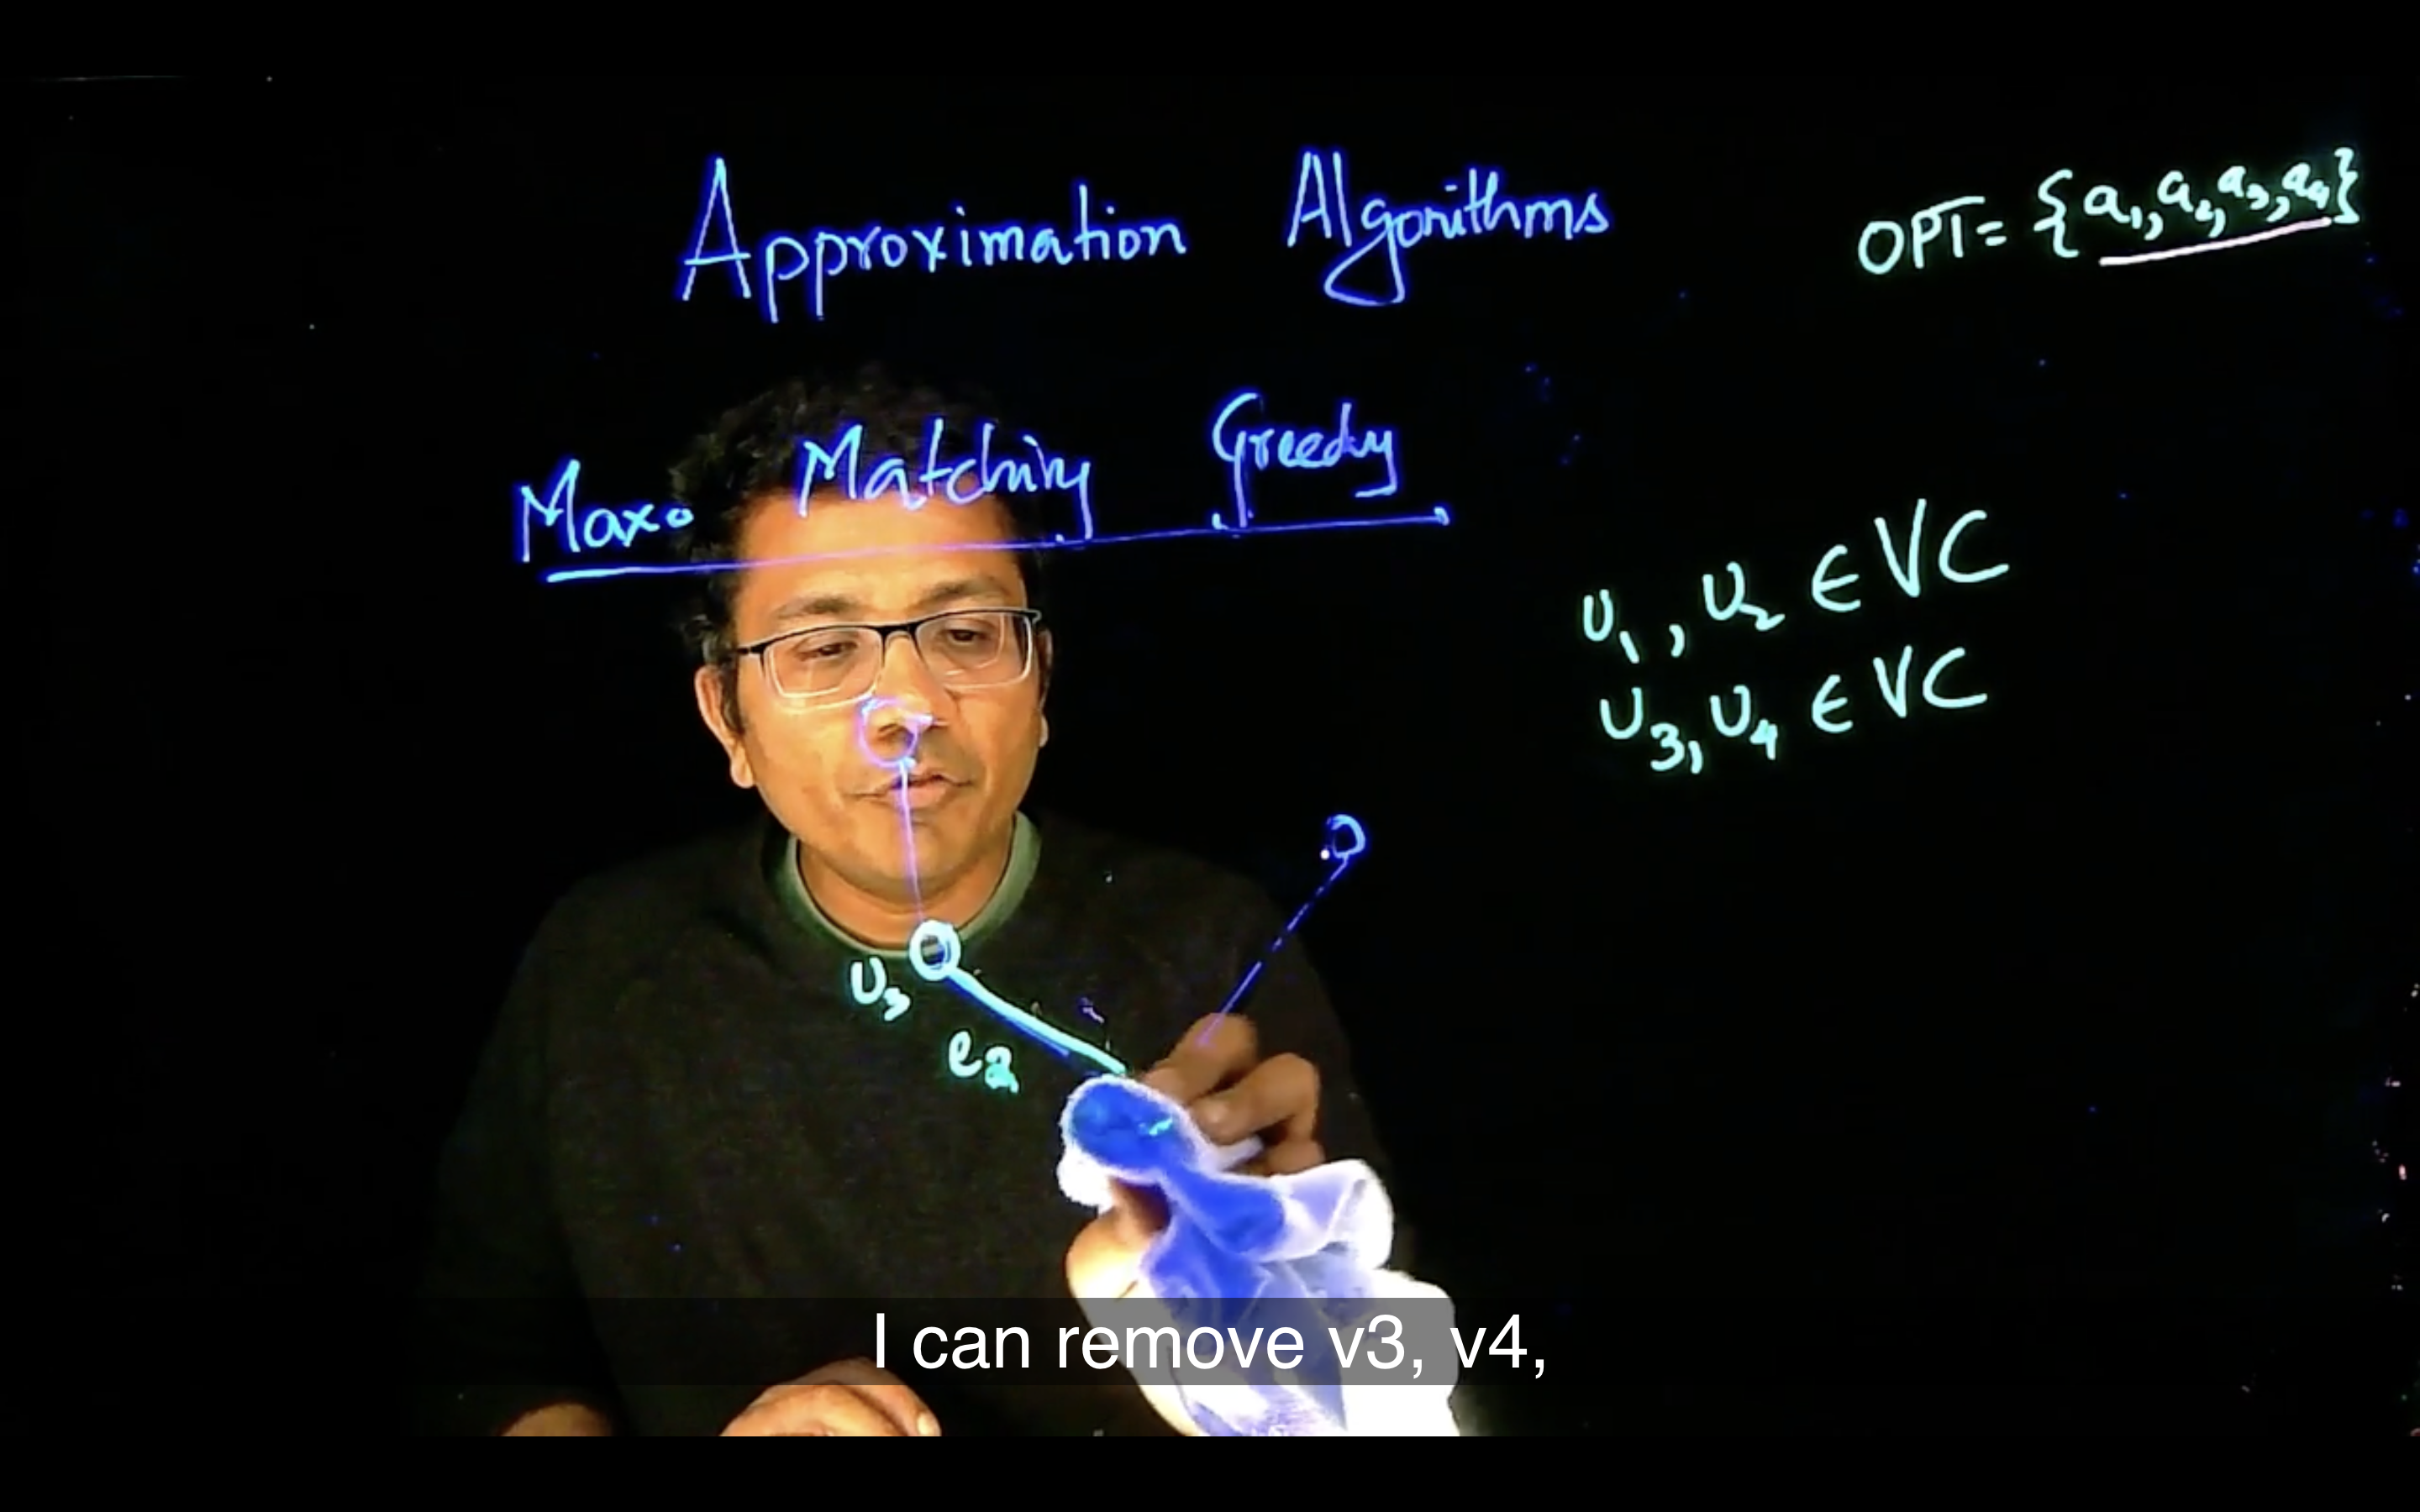 Approximation Algorithms
OPT= {a₁,a₂,a₃,a₄}
Max. Matching Greedy
v₁, v₂ ∈ VC
v₃, v₄ ∈ VC
v₃
e₂
I can remove v3, v4,